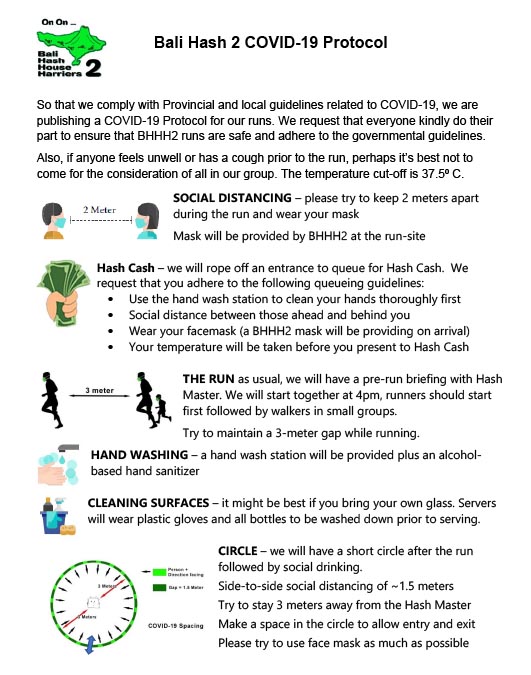 On On ...
Bali
Hash
House
Harriers 2
Bali Hash 2 COVID-19 Protocol
So that we comply with Provincial and local guidelines related to COVID-19, we are
publishing a COVID-19 Protocol for our runs. We request that everyone kindly do their
part to ensure that BHHH2 runs are safe and adhere to the governmental guidelines.
Also, if anyone feels unwell or has a cough prior to the run, perhaps it's best not to
come for the consideration of all in our group. The temperature cut-off is 37.5º C.
2 Meter
SOCIAL DISTANCING – please try to keep 2 meters apart
during the run and wear your mask
Mask will be provided by BHHH2 at the run-site
Hash Cash – we will rope off an entrance to queue for Hash Cash. We
request that you adhere to the following queueing guidelines:
• Use the hand wash station to clean your hands thoroughly first
• Social distance between those ahead and behind you
• Wear your facemask (a BHHH2 mask will be providing on arrival)
• Your temperature will be taken before you present to Hash Cash
3 meter
THE RUN as usual, we will have a pre-run briefing with Hash
Master. We will start together at 4pm, runners should start
first followed by walkers in small groups.
Try to maintain a 3-meter gap while running.
HAND WASHING – a hand wash station will be provided plus an alcohol-
based hand sanitizer
CLEANING SURFACES – it might be best if you bring your own glass. Servers
will wear plastic gloves and all bottles to be washed down prior to serving.
CIRCLE – we will have a short circle after the run
followed by social drinking.
Side-to-side social distancing of ~1.5 meters
Try to stay 3 meters away from the Hash Master
Make a space in the circle to allow entry and exit
Please try to use face mask as much as possible
Person +
Direction facing
Gap = 1.5 Meter
3 Meters
Meters
COVID-19 Spacing